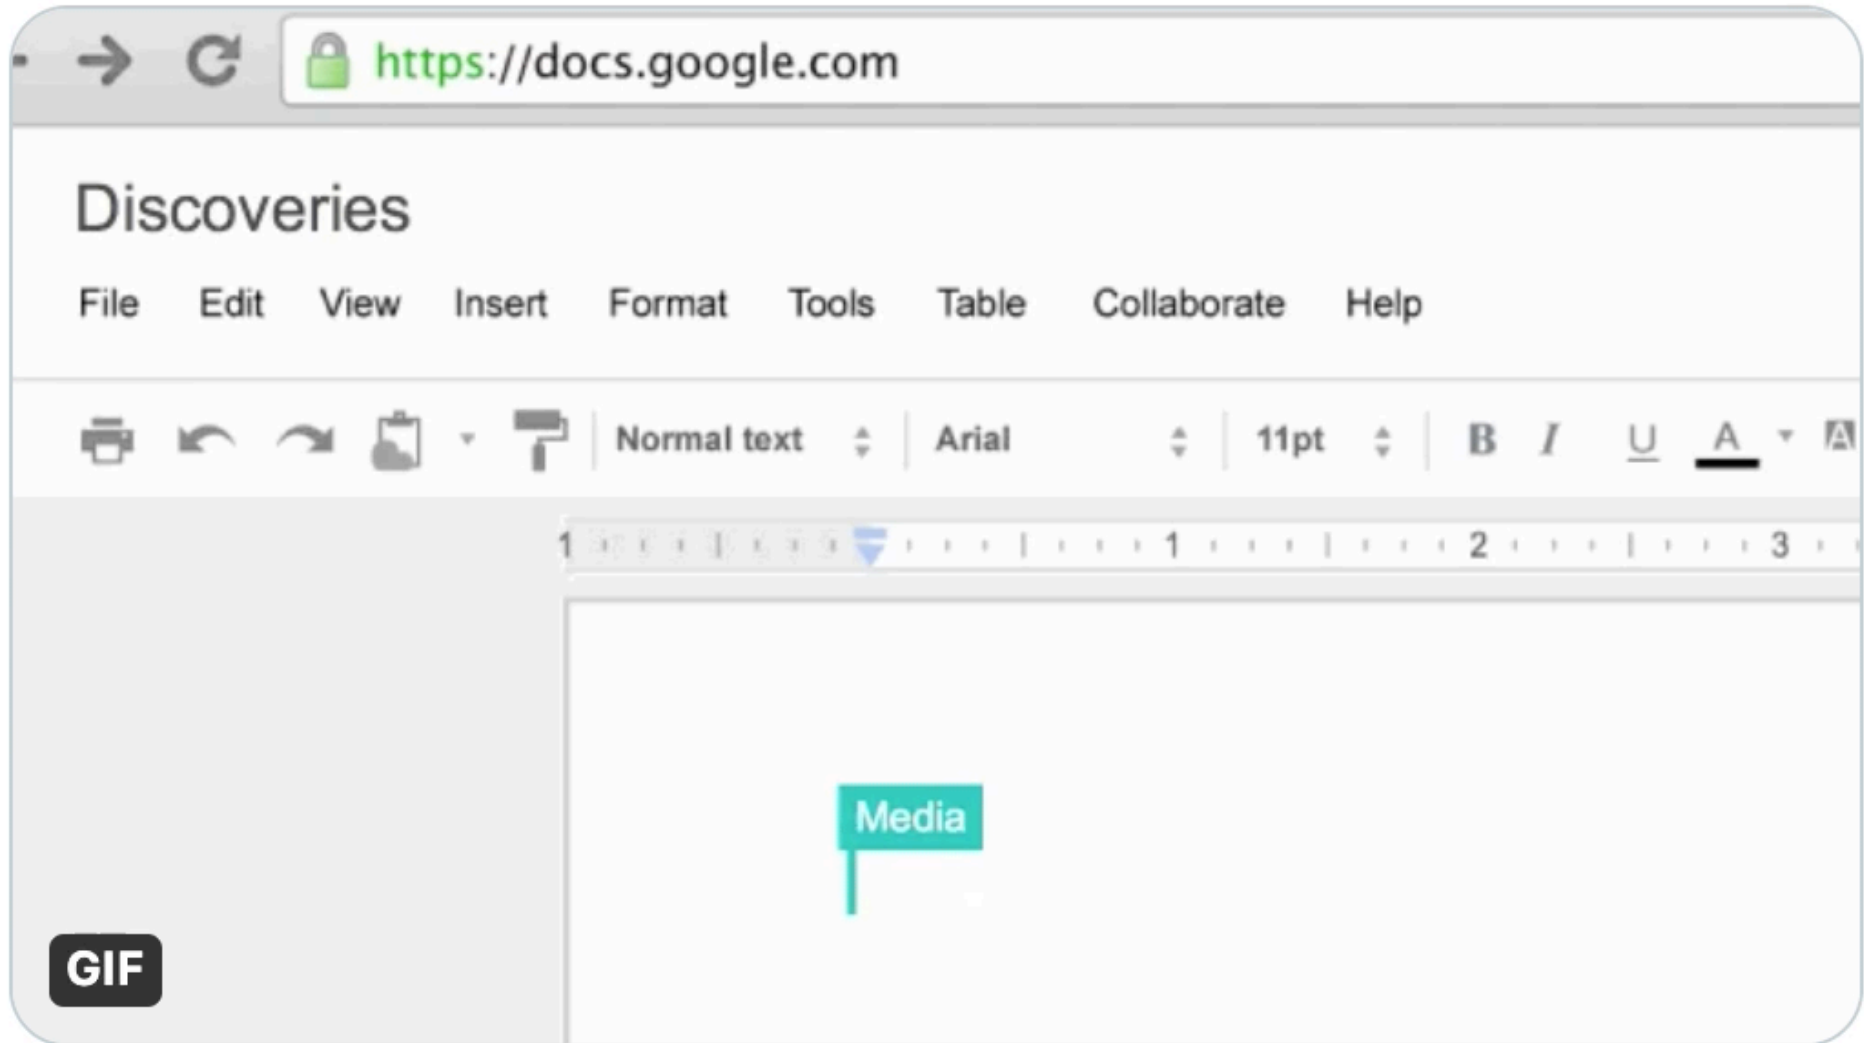 https://docs.google.com
Discoveries
File Edit View Insert Format Tools Table Collaborate Help
Normal text Arial 11pt B I U A A
1 1 2 3
Media
GIF